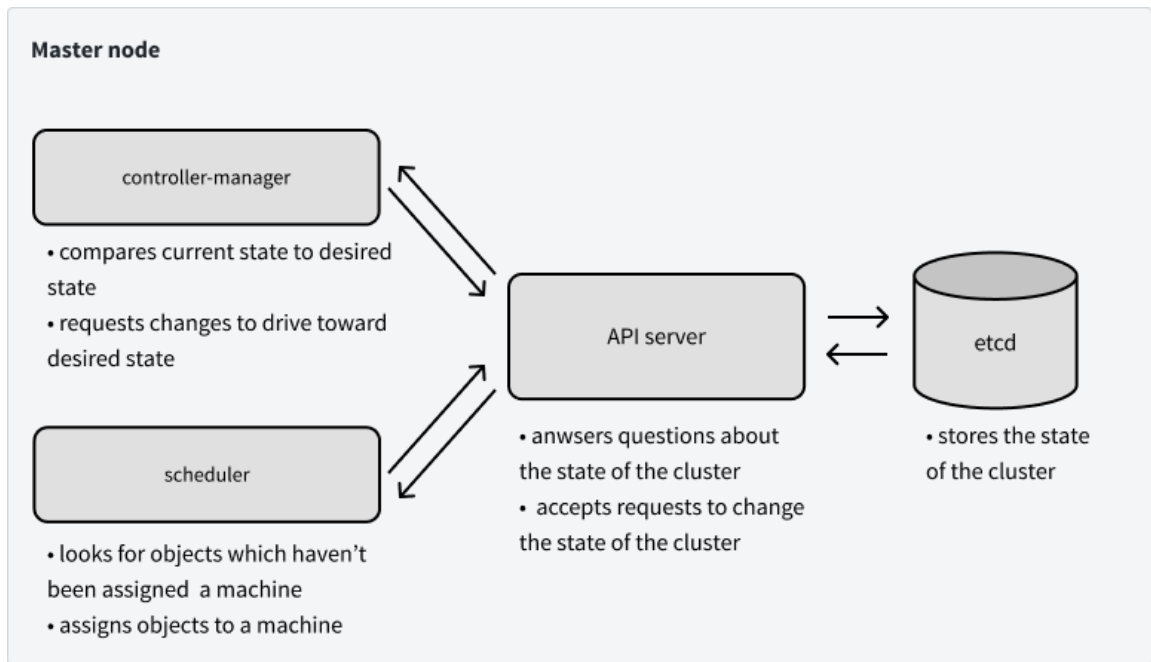 Master node
controller-manager
• compares current state to desired
state
• requests changes to drive toward
desired state
scheduler
• looks for objects which haven’t
been assigned  a machine
• assigns objects to a machine
API server
• anwsers questions about
the state of the cluster
•  accepts requests to change
the state of the cluster
etcd
• stores the state
of the cluster